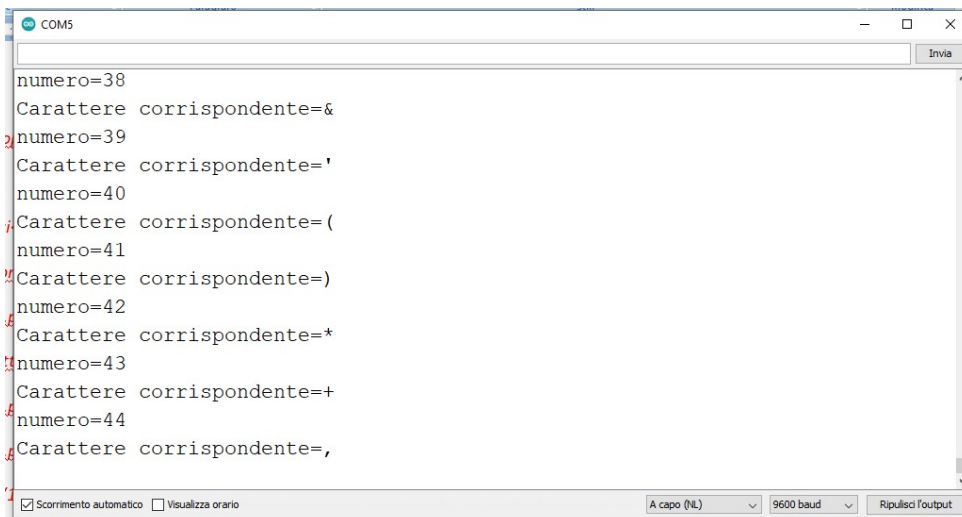 COM5
Invia
numero=38
Carattere corrispondente=&
numero=39
Carattere corrispondente='
numero=40
Carattere corrispondente=(
numero=41
Carattere corrispondente=)
numero=42
Carattere corrispondente=*
numero=43
Carattere corrispondente=+
numero=44
Carattere corrispondente=,
Scorrimento automatico Visualizza orario A capo (NL) 9600 baud Ripulisci l'output